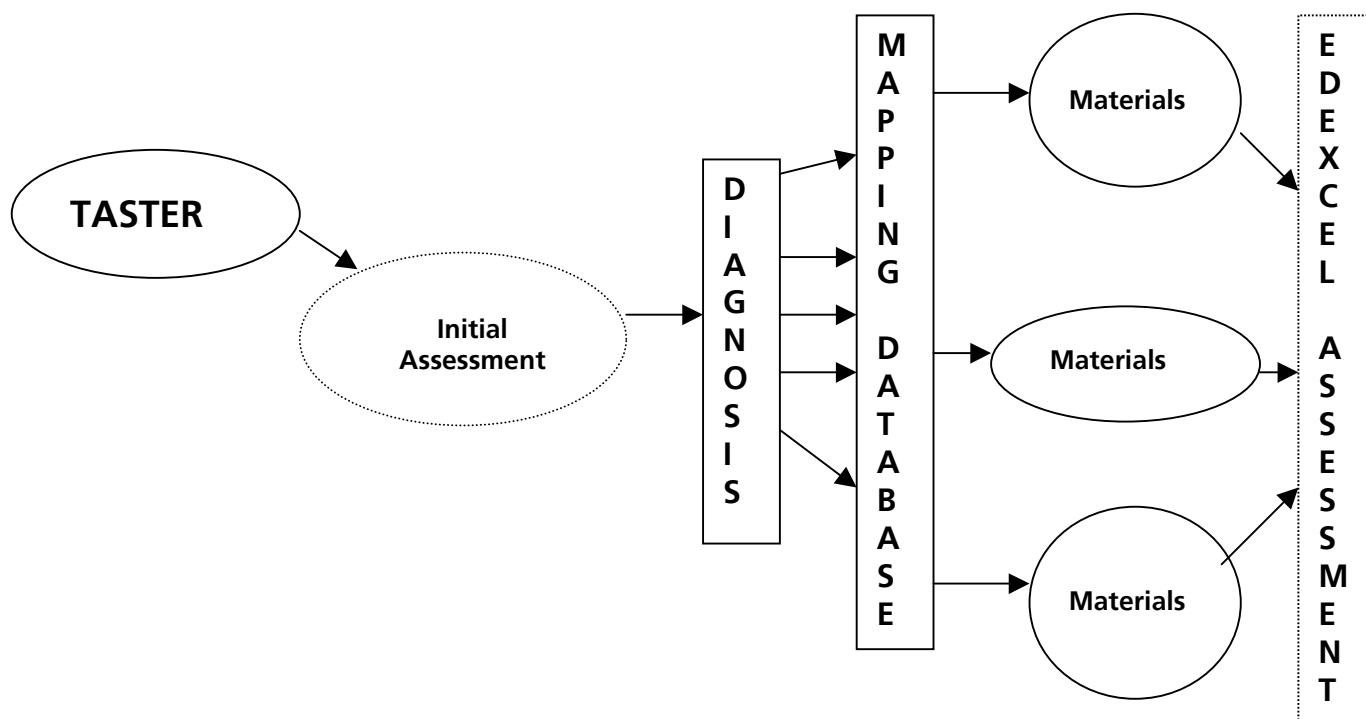 TASTER
Initial
Assessment
DIAGNOSIS
MAPPING DATABASE
Materials
Materials
Materials
EDEXCEL ASSESSMENT